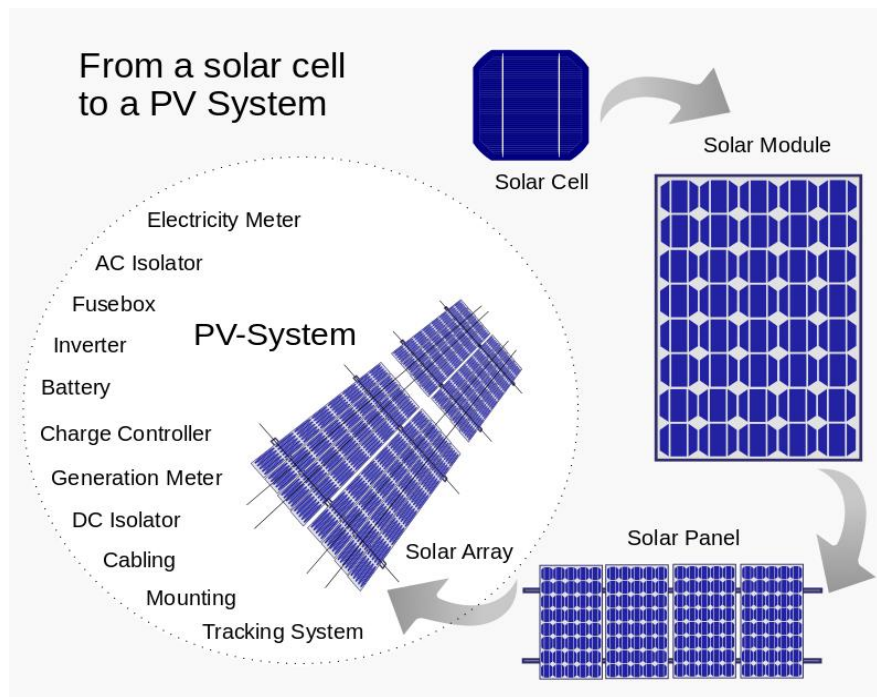 From a solar cell
to a PV System
Solar Cell
Solar Module
Electricity Meter
AC Isolator
Fusebox
Inverter
PV-System
Battery
Charge Controller
Generation Meter
DC Isolator
Cabling
Mounting
Tracking System
Solar Array
Solar Panel